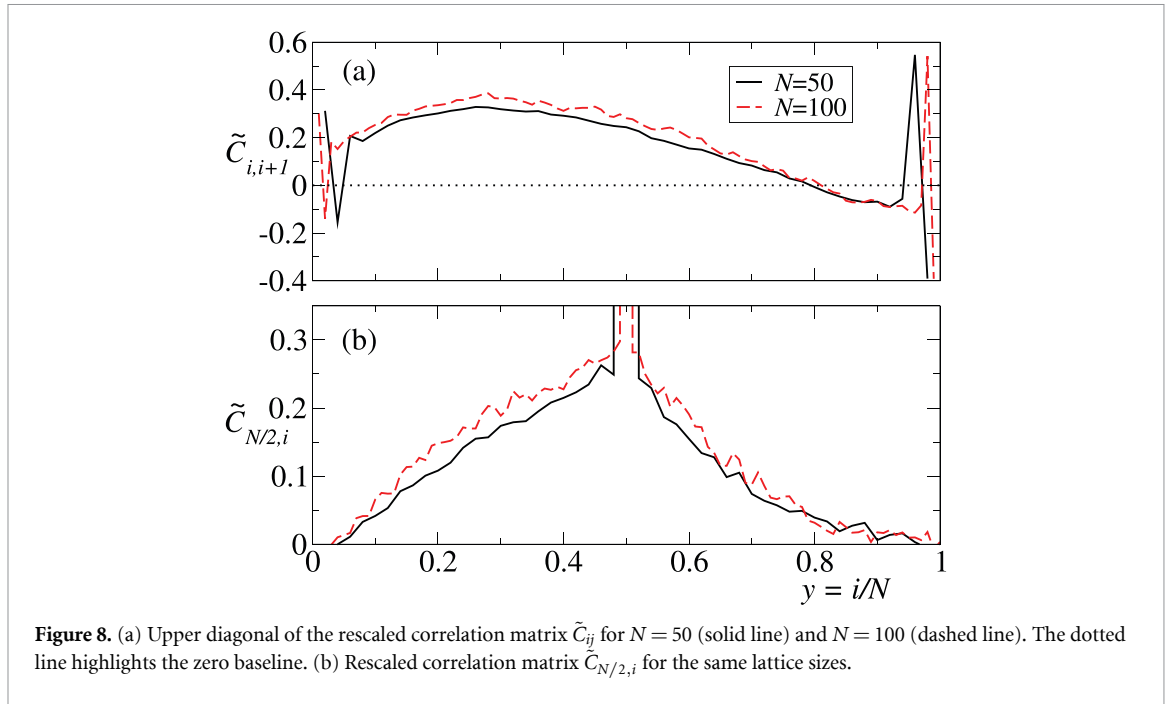 0.6
(a)
N=50
N=100
0.4
0.2
C̃i,i+1
0
-0.2
-0.4
(b)
0.3
0.2
C̃N/2,i
0.1
0
0 0.2 0.4 0.6 0.8 1
y = i/N
Figure 8. (a) Upper diagonal of the rescaled correlation matrix C̃ij for N = 50 (solid line) and N = 100 (dashed line). The dotted
line highlights the zero baseline. (b) Rescaled correlation matrix C̃N/2,i for the same lattice sizes.